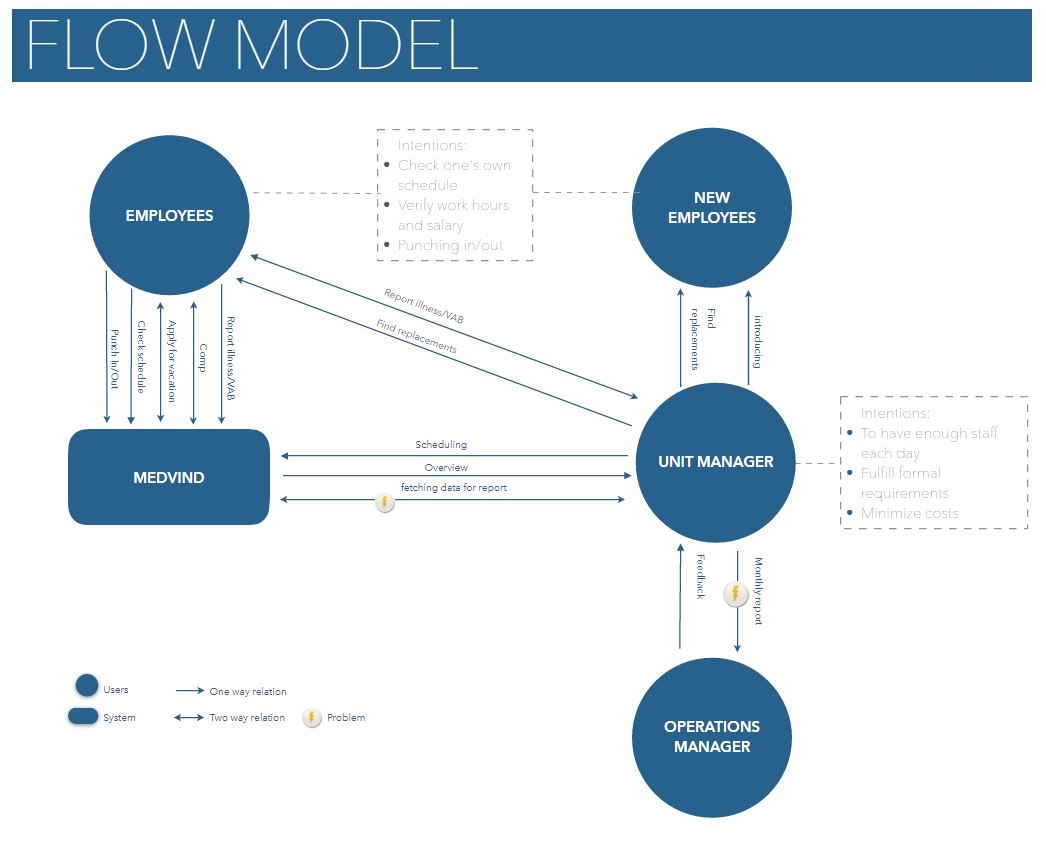 FLOW MODEL
EMPLOYEES
Intentions:
Check one's own
schedule
Verify work hours
and salary
Punching in/out
NEW
EMPLOYEES
Report illness/VAB
Find replacements
Punch In/Out
Check schedule
Apply for vacation
Comp
Report illness/VAB
Find
replacements
introducing
MEDVIND
Scheduling
Overview
fetching data for report
UNIT MANAGER
Intentions:
To have enough staff
each day
Fulfill formal
requirements
Minimize costs
Feedback
Monthly report
OPERATIONS
MANAGER
Users
One way relation
System
Two way relation
Problem